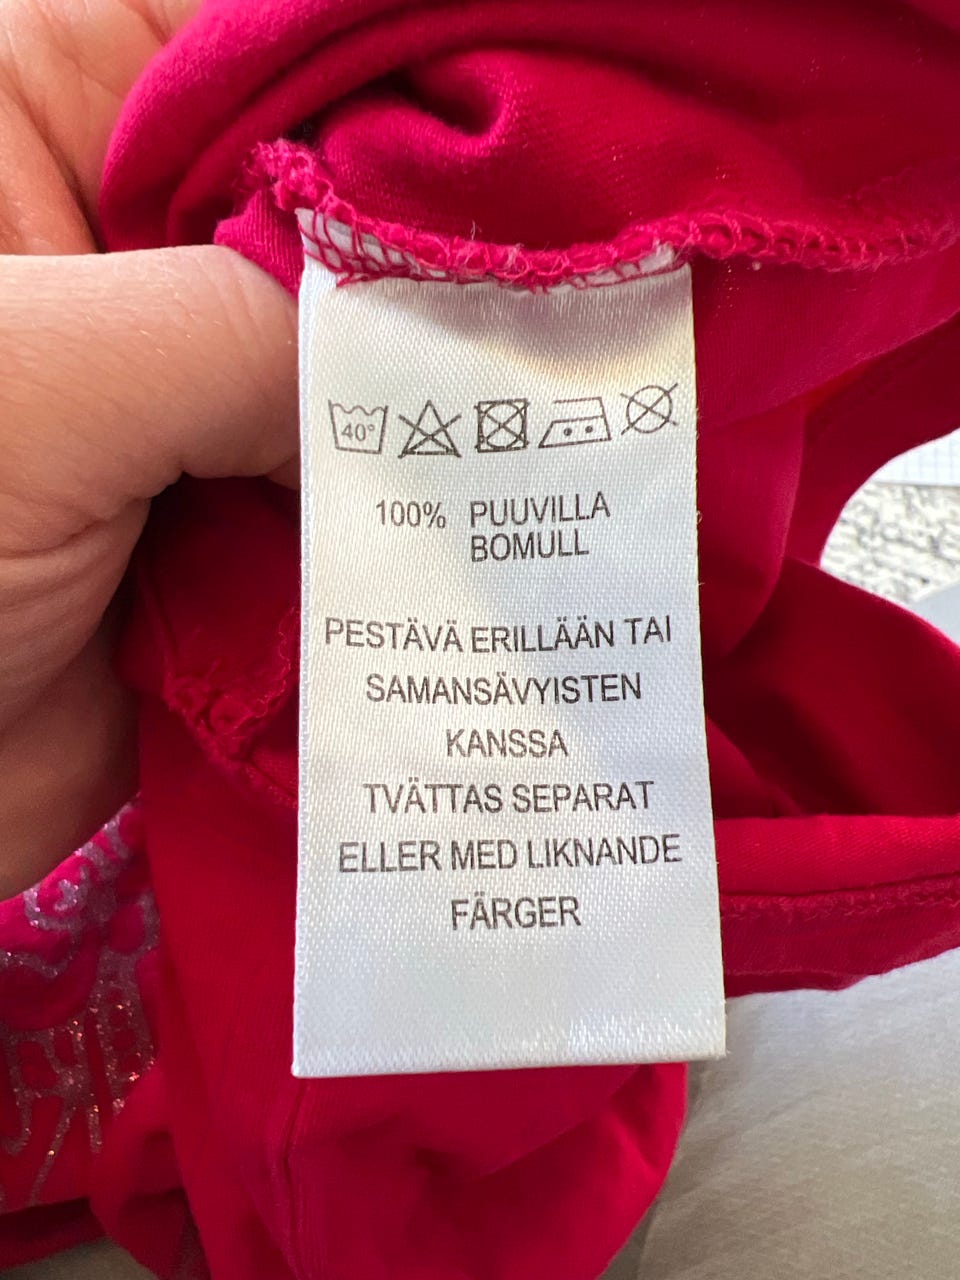 40°
100% PUUVILLA
BOMULL
PESTÄVÄ ERILLÄÄN TAI
SAMANSÄVYISTEN
KANSSA
TVÄTTAS SEPARAT
ELLER MED LIKNANDE
FÄRGER